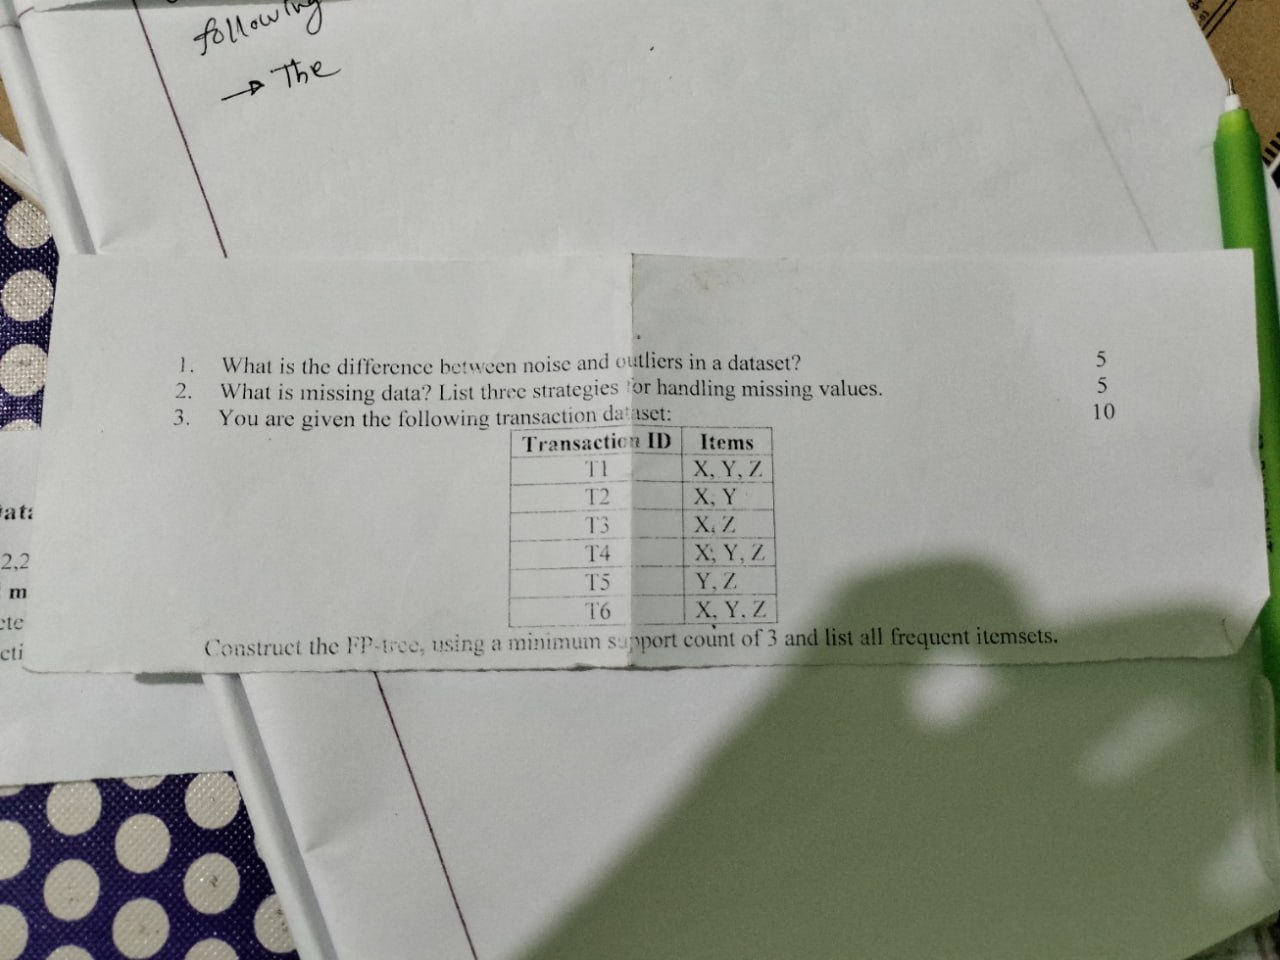 following
→ The
1. What is the difference between noise and outliers in a dataset? 5
2. What is missing data? List three strategies for handling missing values. 5
3. You are given the following transaction dataset: 10
Transaction ID Items
T1 X, Y, Z
T2 X, Y
T3 X, Z
T4 X, Y, Z
T5 Y, Z
T6 X, Y, Z
Construct the FP-tree, using a minimum support count of 3 and list all frequent itemsets.
2,2
m